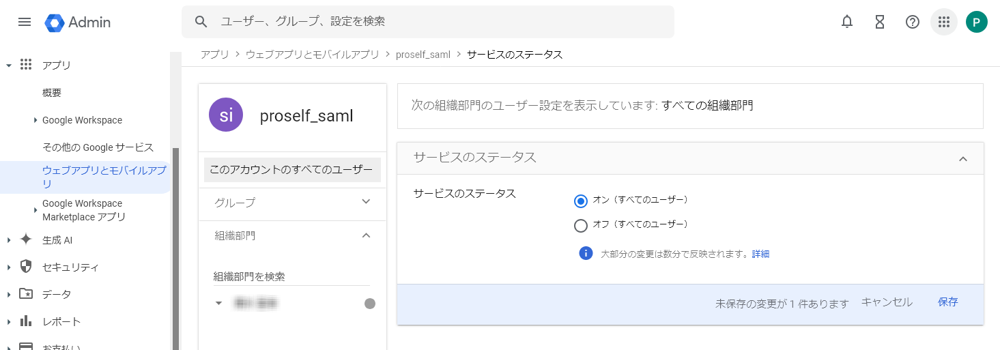 Admin
ユーザー、グループ、設定を検索
P
アプリ
概要
Google Workspace
その他の Google サービス
ウェブアプリとモバイルアプ
リ
Google Workspace
Marketplace アプリ
生成 AI
セキュリティ
データ
レポート
お支払い
アプリ > ウェブアプリとモバイルアプリ > proself_saml > サービスのステータス
si
proself_saml
このアカウントのすべてのユーザー
グループ
組織部門
組織部門を検索
次の組織部門のユーザー設定を表示しています: すべての組織部門
サービスのステータス
サービスのステータス
オン（すべてのユーザー）
オフ（すべてのユーザー）
大部分の変更は数分で反映されます。詳細
未保存の変更が 1 件あります キャンセル 保存